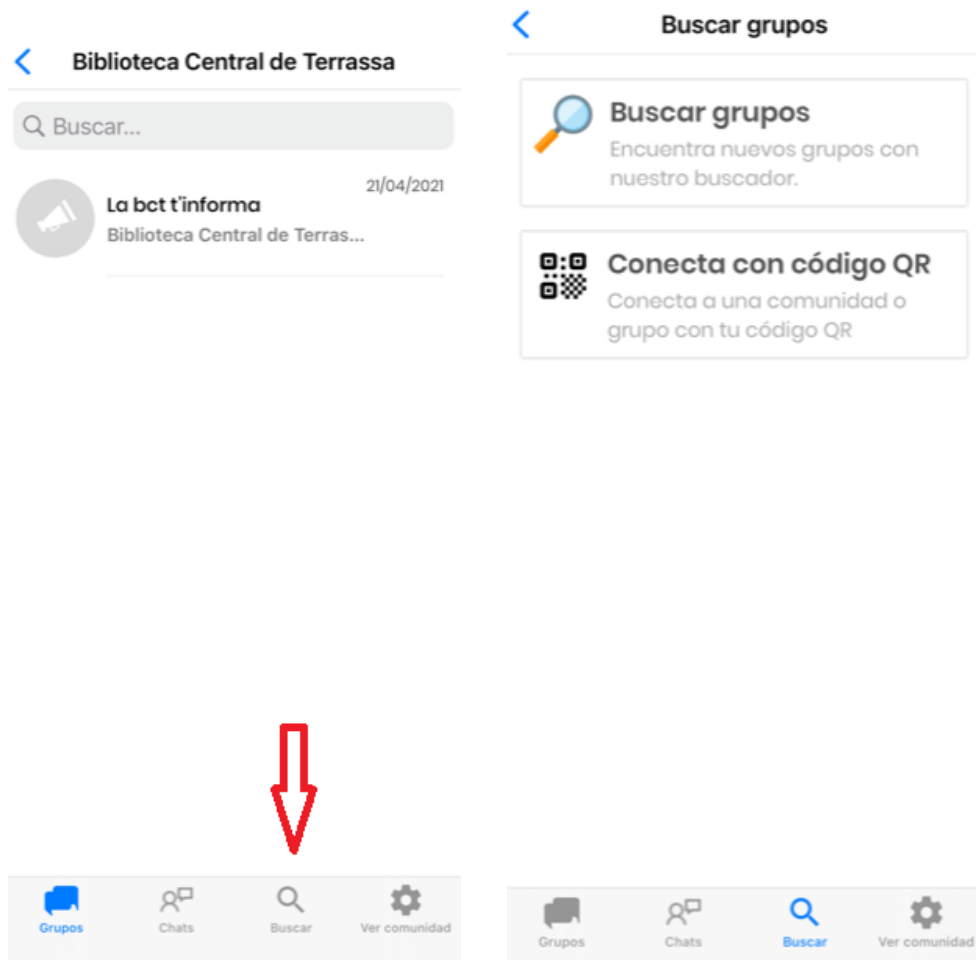 Biblioteca Central de Terrassa
Buscar...
21/04/2021
La bct t'informa
Biblioteca Central de Terras...
Grupos
Chats
Buscar
Ver comunidad
Buscar grupos
Buscar grupos
Encuentra nuevos grupos con
nuestro buscador.
Conecta con código QR
Conecta a una comunidad o
grupo con tu código QR
Grupos
Chats
Buscar
Ver comunidad